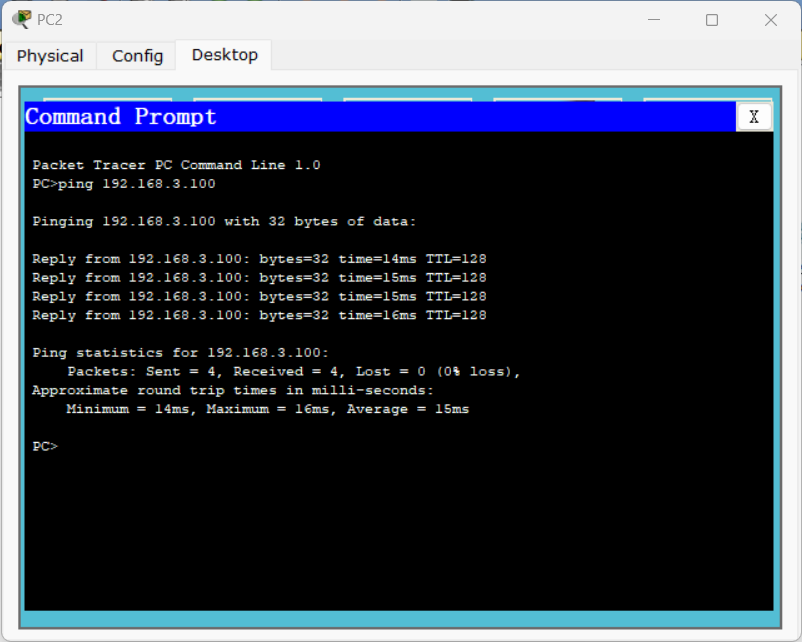 PC2
Physical Config Desktop
Command Prompt
X
Packet Tracer PC Command Line 1.0
PC>ping 192.168.3.100
Pinging 192.168.3.100 with 32 bytes of data:
Reply from 192.168.3.100: bytes=32 time=14ms TTL=128
Reply from 192.168.3.100: bytes=32 time=15ms TTL=128
Reply from 192.168.3.100: bytes=32 time=15ms TTL=128
Reply from 192.168.3.100: bytes=32 time=16ms TTL=128
Ping statistics for 192.168.3.100:
Packets: Sent = 4, Received = 4, Lost = 0 (0% loss),
Approximate round trip times in milli-seconds:
Minimum = 14ms, Maximum = 16ms, Average = 15ms
PC>